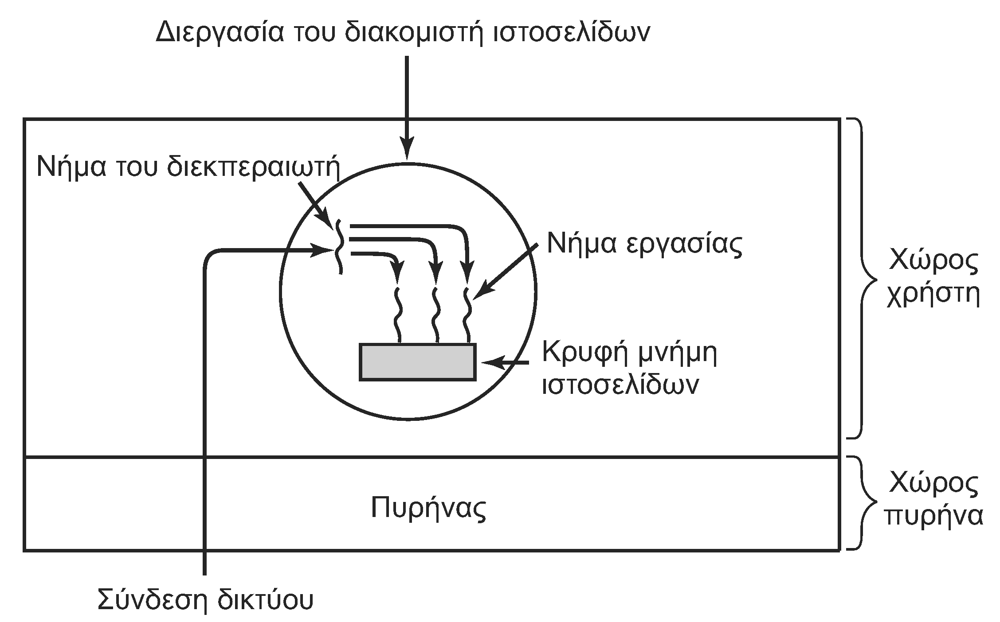 Διεργασία του διακομιστή ιστοσελίδων
Νήμα του διεκπεραιωτή
Νήμα εργασίας
Χώρος
χρήστη
Κρυφή μνήμη
ιστοσελίδων
Πυρήνας
Χώρος
πυρήνα
Σύνδεση δικτύου